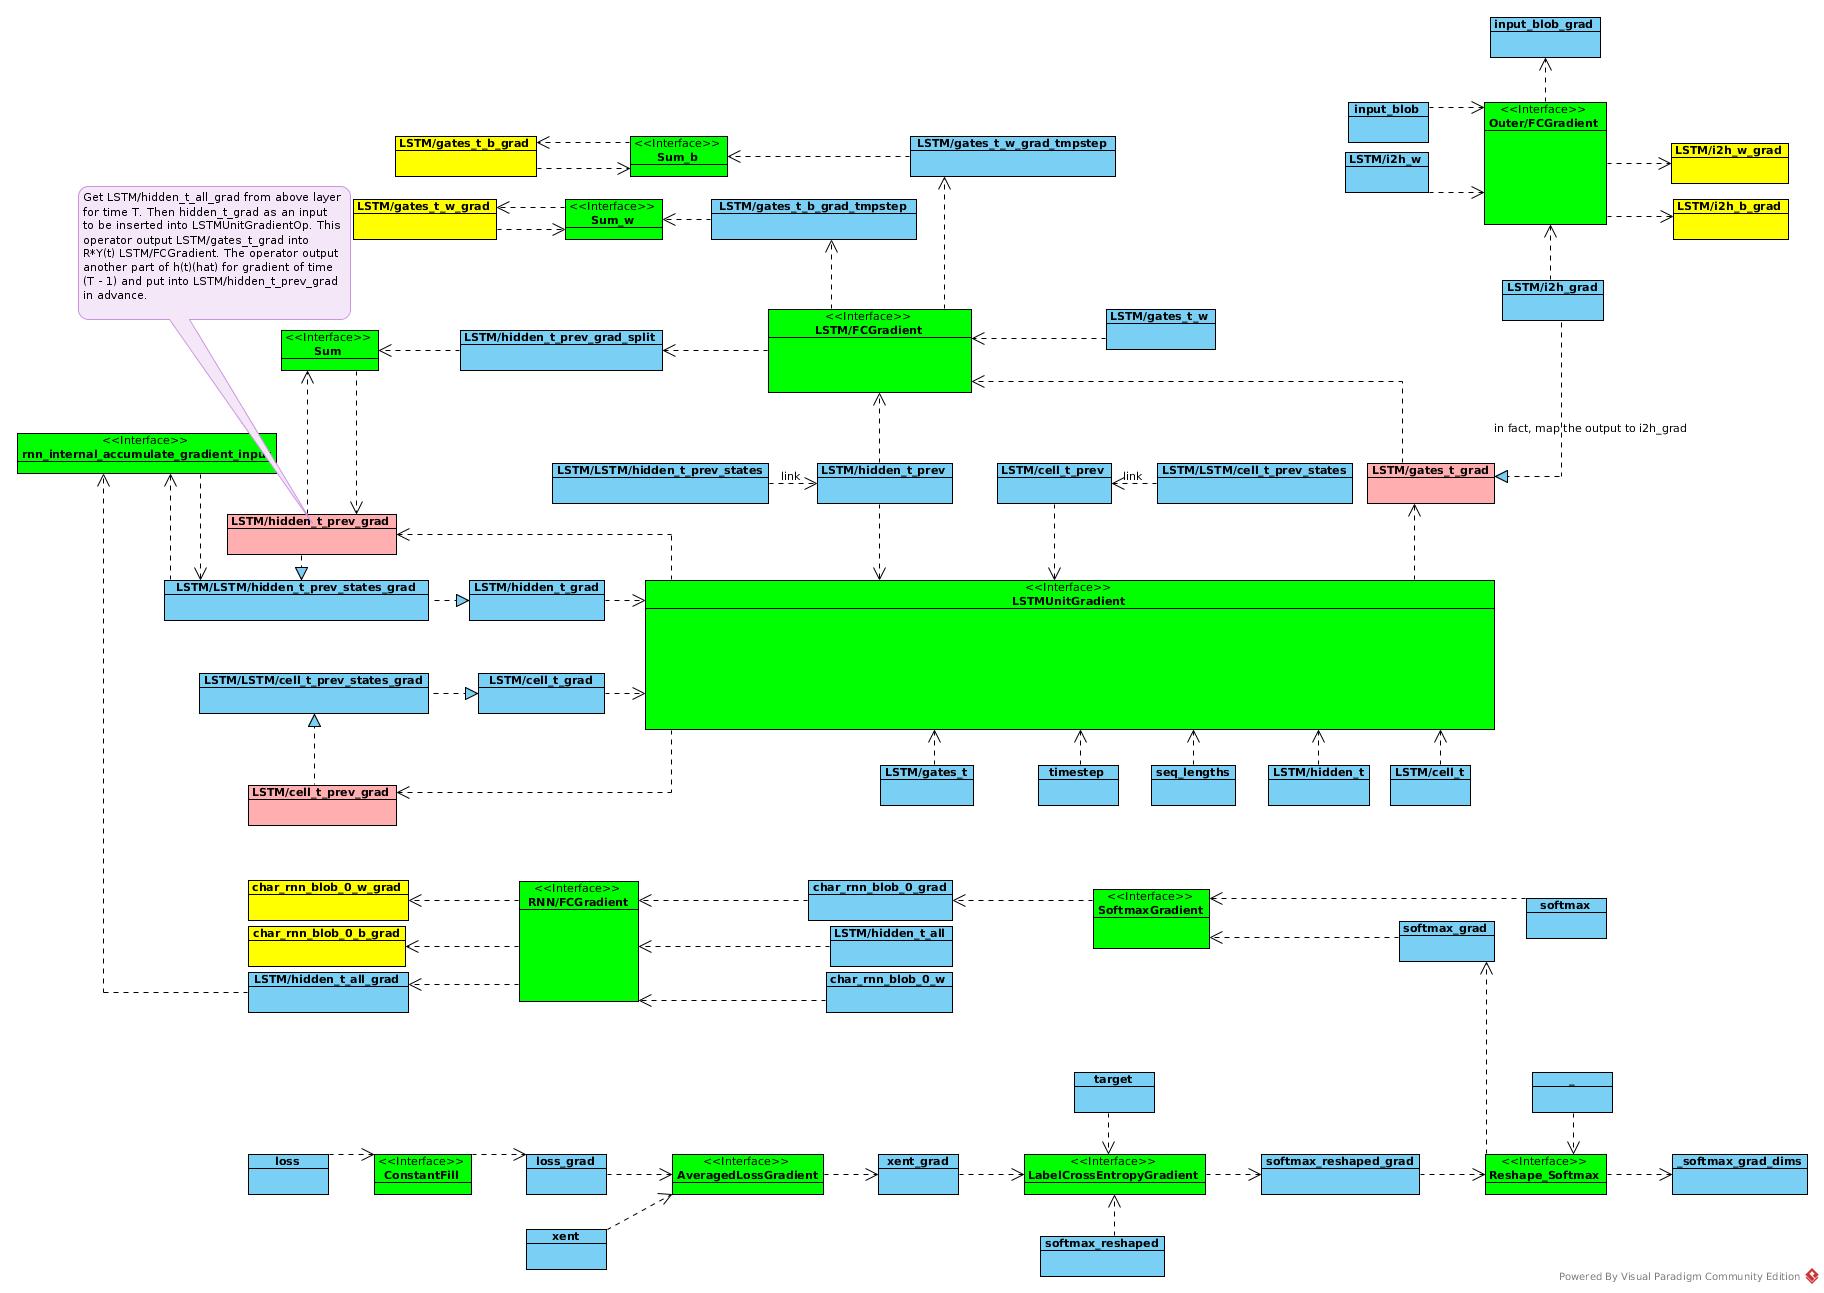 input_blob_grad
<<Interface>>
Outer/FCGradient
input_blob
LSTM/i2h_w
LSTM/i2h_w_grad
LSTM/i2h_b_grad
LSTM/i2h_grad
LSTM/gates_t_b_grad
<<Interface>>
Sum_b
LSTM/gates_t_w_grad_tmpstep
LSTM/gates_t_w_grad
<<Interface>>
Sum_w
LSTM/gates_t_b_grad_tmpstep
Get LSTM/hidden_t_all_grad from above layer
for time T. Then hidden_t_grad as an input
to be inserted into LSTMUnitGradientOp. This
operator output LSTM/gates_t_grad into
R*Y(t) LSTM/FCGradient. The operator output
another part of h(t)(hat) for gradient of time
(T - 1) and put into LSTM/hidden_t_prev_grad
in advance.
<<Interface>>
Sum
LSTM/hidden_t_prev_grad_split
<<Interface>>
LSTM/FCGradient
LSTM/gates_t_w
in fact, map the output to i2h_grad
<<Interface>>
rnn_internal_accumulate_gradient_input
LSTM/LSTM/hidden_t_prev_states
link
LSTM/hidden_t_prev
LSTM/cell_t_prev
link
LSTM/LSTM/cell_t_prev_states
LSTM/gates_t_grad
LSTM/hidden_t_prev_grad
LSTM/LSTM/hidden_t_prev_states_grad
LSTM/hidden_t_grad
<<Interface>>
LSTMUnitGradient
LSTM/LSTM/cell_t_prev_states_grad
LSTM/cell_t_grad
LSTM/gates_t
timestep
seq_lengths
LSTM/hidden_t
LSTM/cell_t
LSTM/cell_t_prev_grad
char_rnn_blob_0_w_grad
<<Interface>>
RNN/FCGradient
char_rnn_blob_0_grad
<<Interface>>
SoftmaxGradient
softmax
char_rnn_blob_0_b_grad
LSTM/hidden_t_all
softmax_grad
LSTM/hidden_t_all_grad
char_rnn_blob_0_w
target
_
loss
<<Interface>>
ConstantFill
loss_grad
<<Interface>>
AveragedLossGradient
xent_grad
<<Interface>>
LabelCrossEntropyGradient
softmax_reshaped_grad
<<Interface>>
Reshape_Softmax
_softmax_grad_dims
xent
softmax_reshaped
Powered By Visual Paradigm Community Edition